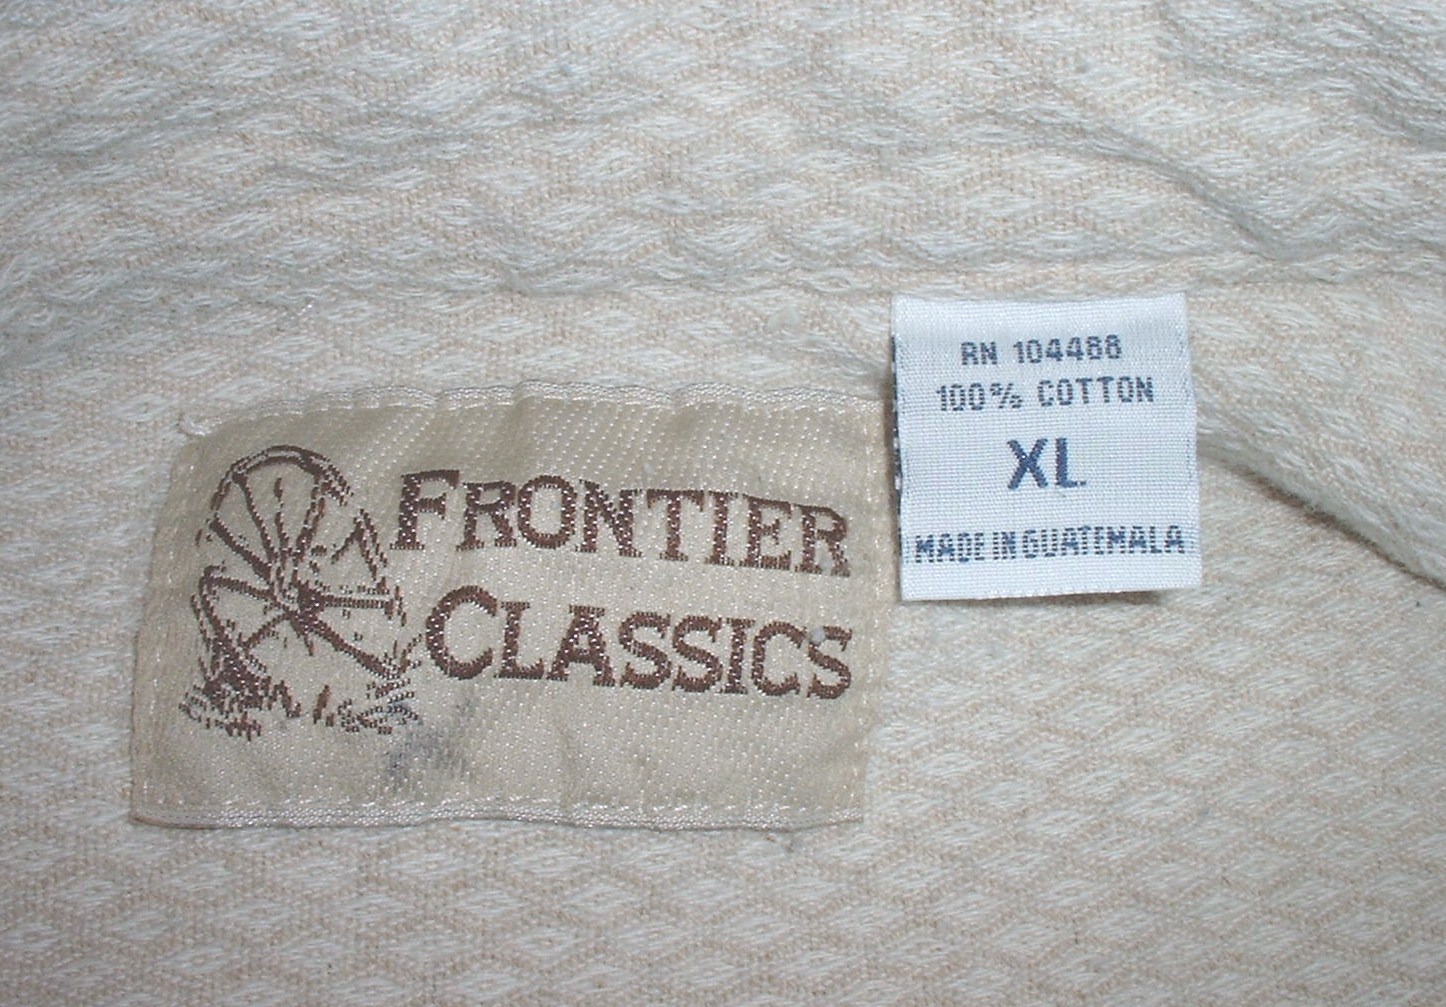 FRONTIER
CLASSICS
RN 104488
100% COTTON
XL
MADE IN GUATEMALA